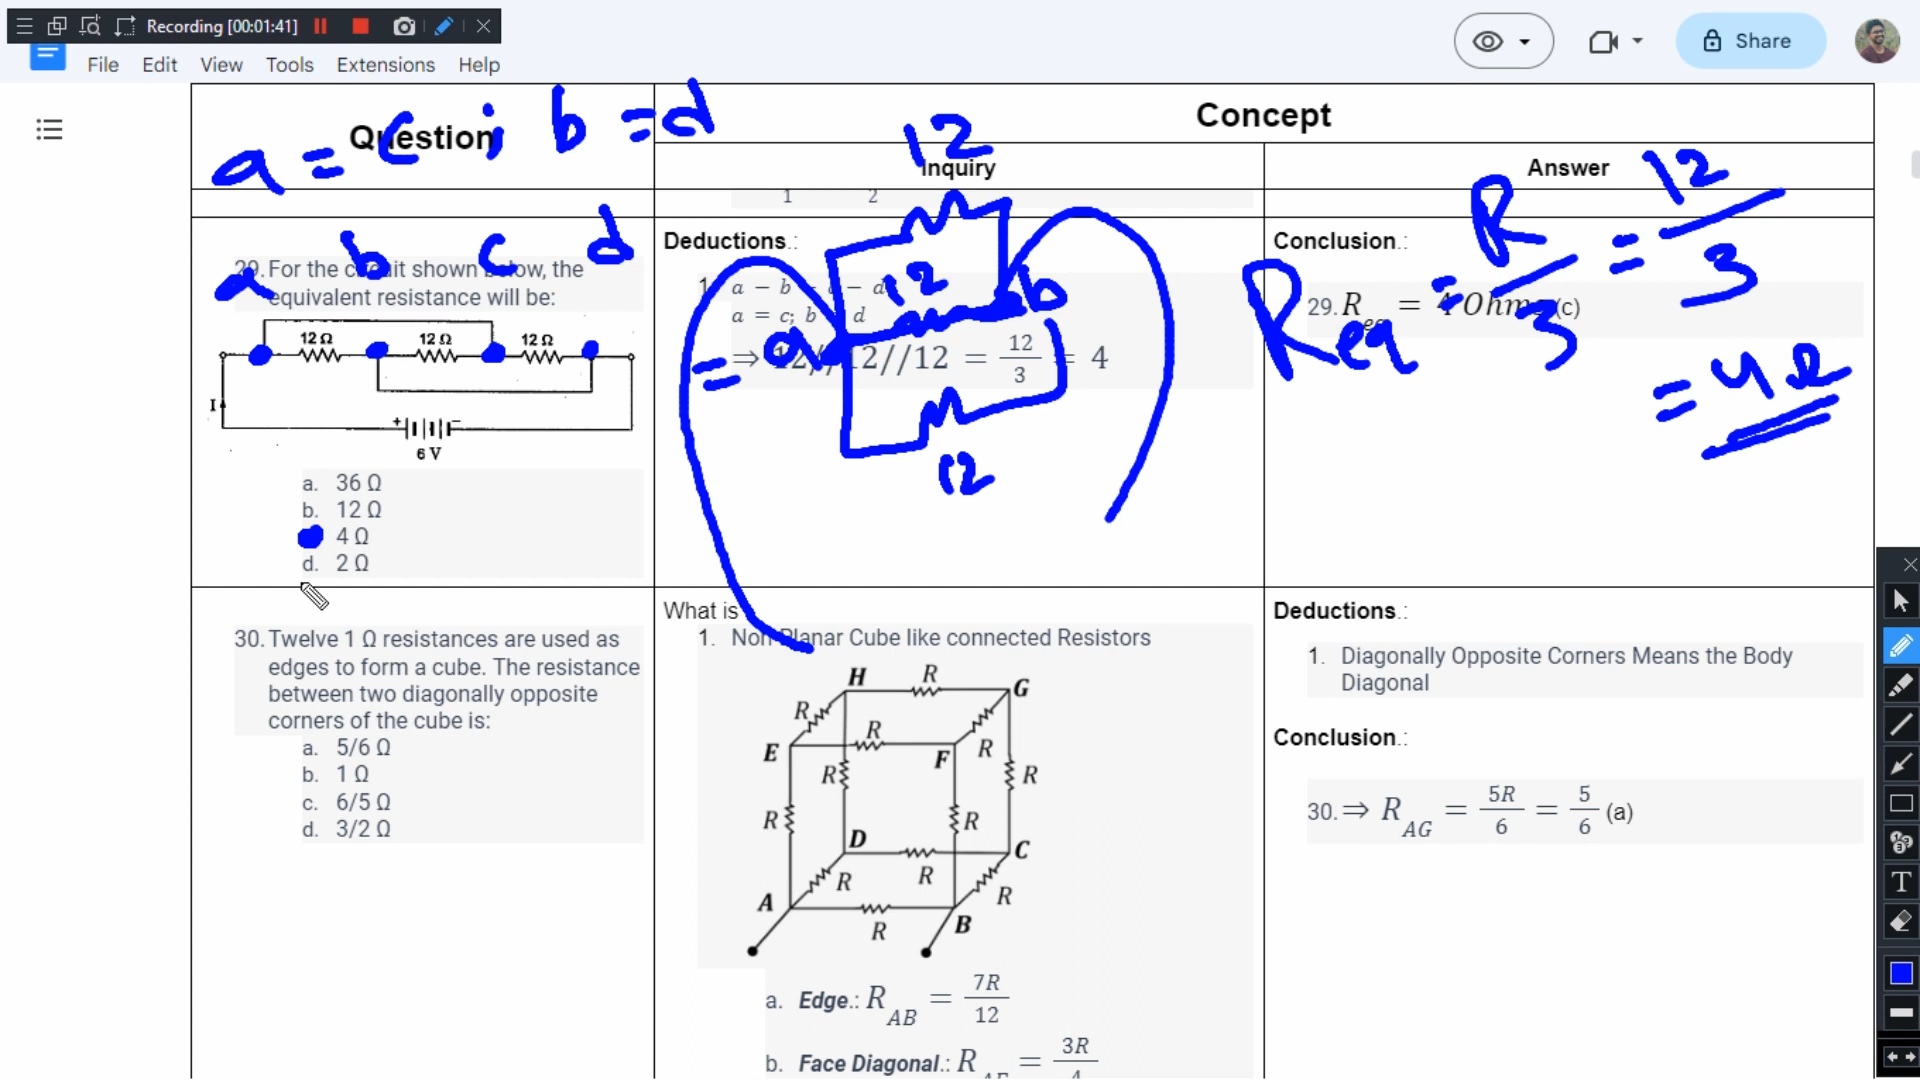 Recording [00:01:41]
File Edit View Tools Extensions Help
Share
Question
Concept
Inquiry
Answer
a = c ; b = d
12
1 2
a b c d
29. For the circuit shown below, the
equivalent resistance will be:
12 Ω 12 Ω 12 Ω
I
+ −
6 V
a. 36 Ω
b. 12 Ω
4 Ω
d. 2 Ω
Deductions.:
a = c; b d
⇒ 12//12//12 = 12/3 = 4
= a 12 b
12
Conclusion.:
29. R = 4 Ohms (c)
Req = R/3 = 12/3
= 4Ω
30. Twelve 1 Ω resistances are used as
edges to form a cube. The resistance
between two diagonally opposite
corners of the cube is:
a. 5/6 Ω
b. 1 Ω
c. 6/5 Ω
d. 3/2 Ω
What is
1. Non Planar Cube like connected Resistors
H R G
R
E R F R
R R
R R
D C
R R R
A B
R
a. Edge.: R AB = 7R/12
b. Face Diagonal.: R = 3R/4
Deductions.:
1. Diagonally Opposite Corners Means the Body
Diagonal
Conclusion.:
30. ⇒ R AG = 5R/6 = 5/6 (a)
T